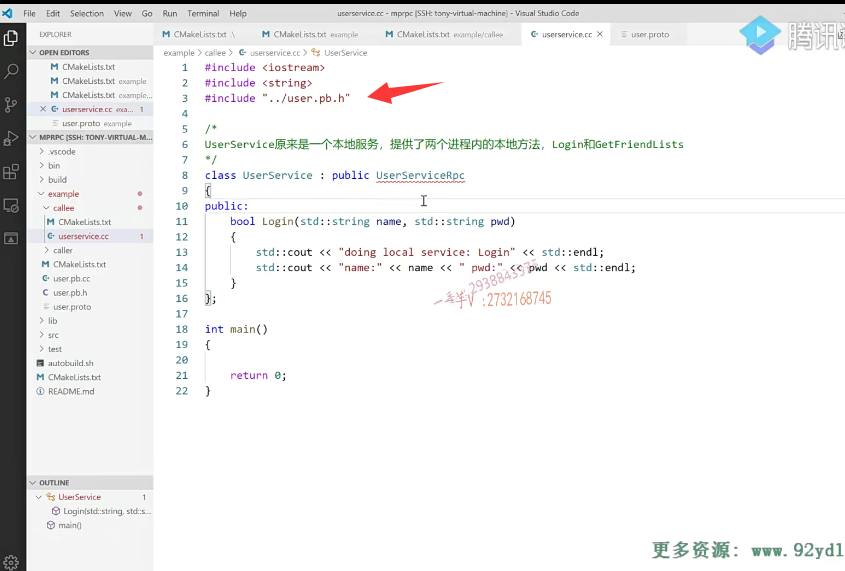 File Edit Selection View Go Run Terminal Help userservice.cc - mprpc [SSH: tony-virtual-machine] - Visual Studio Code
腾讯
EXPLORER
OPEN EDITORS
CMakeLists.txt
CMakeLists.txt example
CMakeLists.txt example...
userservice.cc exa... 1
user.proto example
MPRPC [SSH: TONY-VIRTUAL-M...
.vscode
bin
build
example
callee
CMakeLists.txt
userservice.cc 1
caller
CMakeLists.txt
user.pb.cc
user.pb.h
user.proto
lib
src
test
autobuild.sh
CMakeLists.txt
README.md
OUTLINE
UserService 1
Login(std::string, std::s...
main()
CMakeLists.txt \ CMakeLists.txt example CMakeLists.txt example/callee userservice.cc user.proto
example > callee > userservice.cc > UserService
1 #include <iostream>
2 #include <string>
3 #include "../user.pb.h"
4
5 /*
6 UserService原来是一个本地服务，提供了两个进程内的本地方法，Login和GetFriendLists
7 */
8 class UserService : public UserServiceRpc
9 {
10 public:
11 bool Login(std::string name, std::string pwd)
12 {
13 std::cout << "doing local service: Login" << std::endl;
14 std::cout << "name:" << name << " pwd:" << pwd << std::endl;
15 }
16 };
17
18 int main()
19 {
20
21 return 0;
22 }
:2732168745
更多资源: www.92yd1